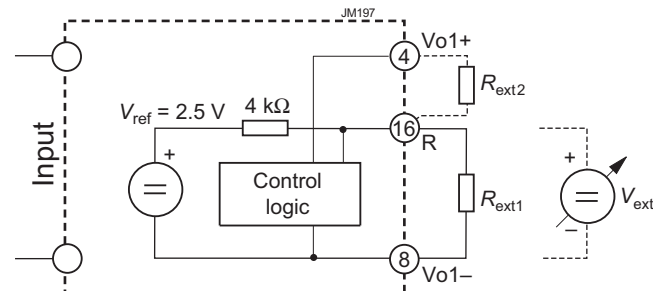 JM197
Vo1+
4
Rext2
Vref = 2.5 V
4 kΩ
16
R
+
+
Input
Control
logic
Rext1
Vext
–
8
Vo1–